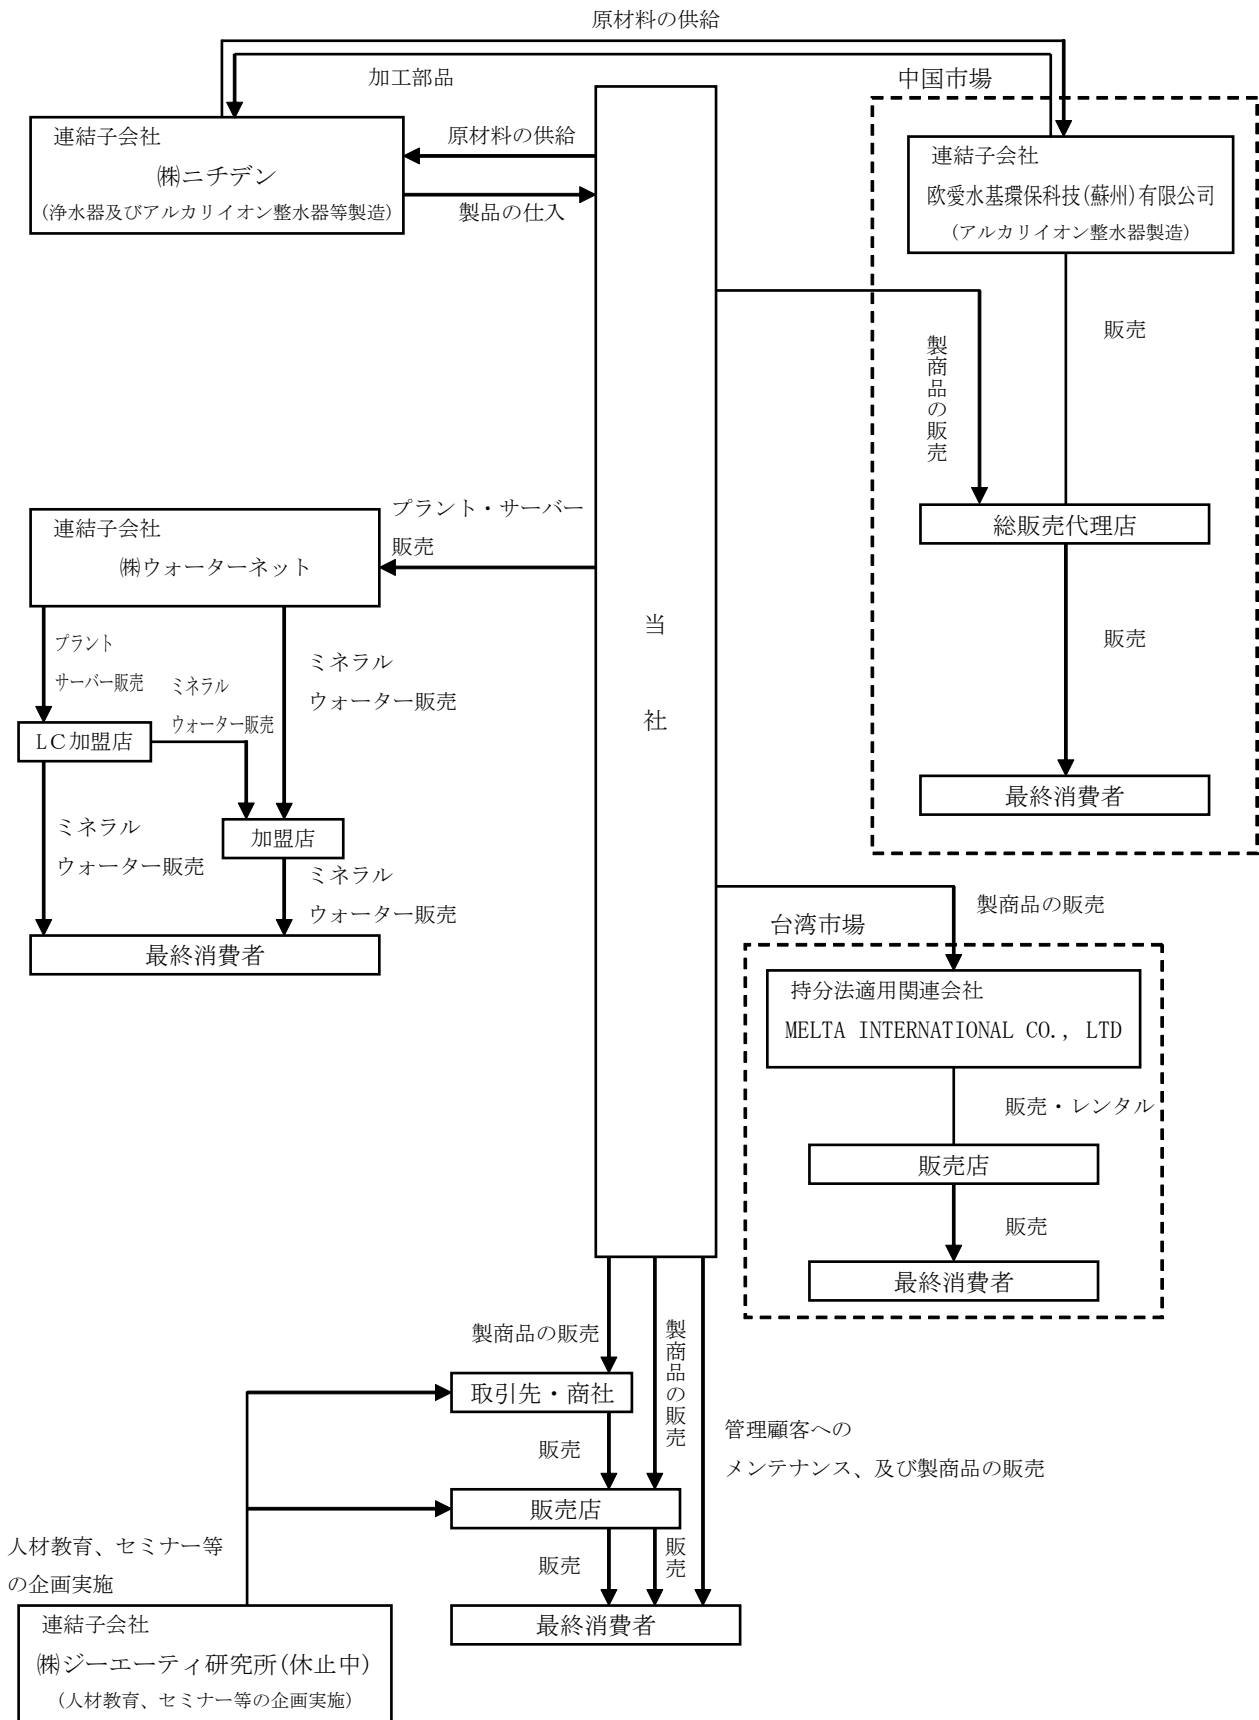 原材料の供給
加工部品
中国市場
連結子会社
㈱ニチデン
(浄水器及びアルカリイオン整水器等製造)
原材料の供給
製品の仕入
連結子会社
欧愛水基環保科技(蘇州)有限公司
(アルカリイオン整水器製造)
販売
製商品の販売
総販売代理店
販売
最終消費者
連結子会社
㈱ウォーターネット
プラント・サーバー
販売
当
社
プラント
サーバー販売
ミネラル
ウォーター販売
ミネラル
ウォーター販売
LC加盟店
加盟店
ミネラル
ウォーター販売
ミネラル
ウォーター販売
最終消費者
製商品の販売
台湾市場
持分法適用関連会社
MELTA INTERNATIONAL CO., LTD
販売・レンタル
販売店
販売
最終消費者
製商品の販売
製商品の販売
取引先・商社
販売
管理顧客への
メンテナンス、及び製商品の販売
販売店
販売
販売
最終消費者
人材教育、セミナー等
の企画実施
連結子会社
㈱ジーエーティ研究所(休止中)
(人材教育、セミナー等の企画実施)